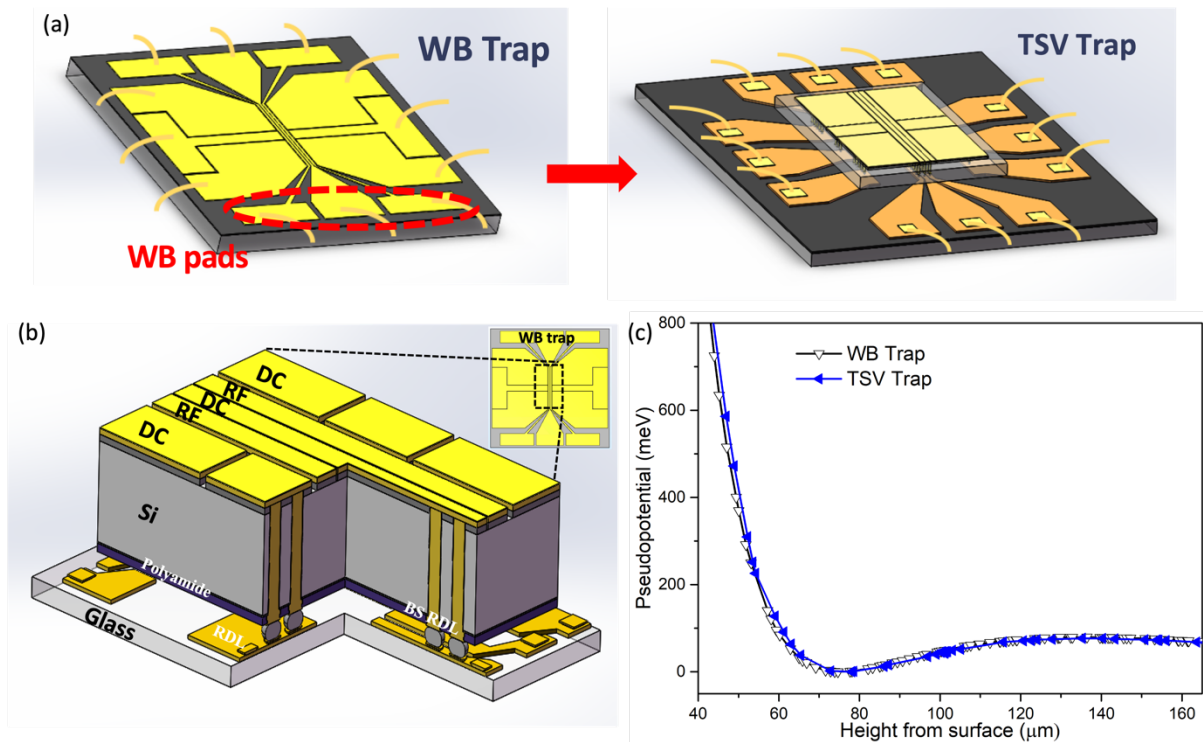 (a)
WB Trap
TSV Trap
WB pads
(b)
WB trap
DC
RF
DC
RF
DC
Si
Polyamide
BS RDL
RDL
Glass
(c)
800
600
400
200
0
Pseudopotential (meV)
WB Trap
TSV Trap
40 60 80 100 120 140 160
Height from surface (μm)